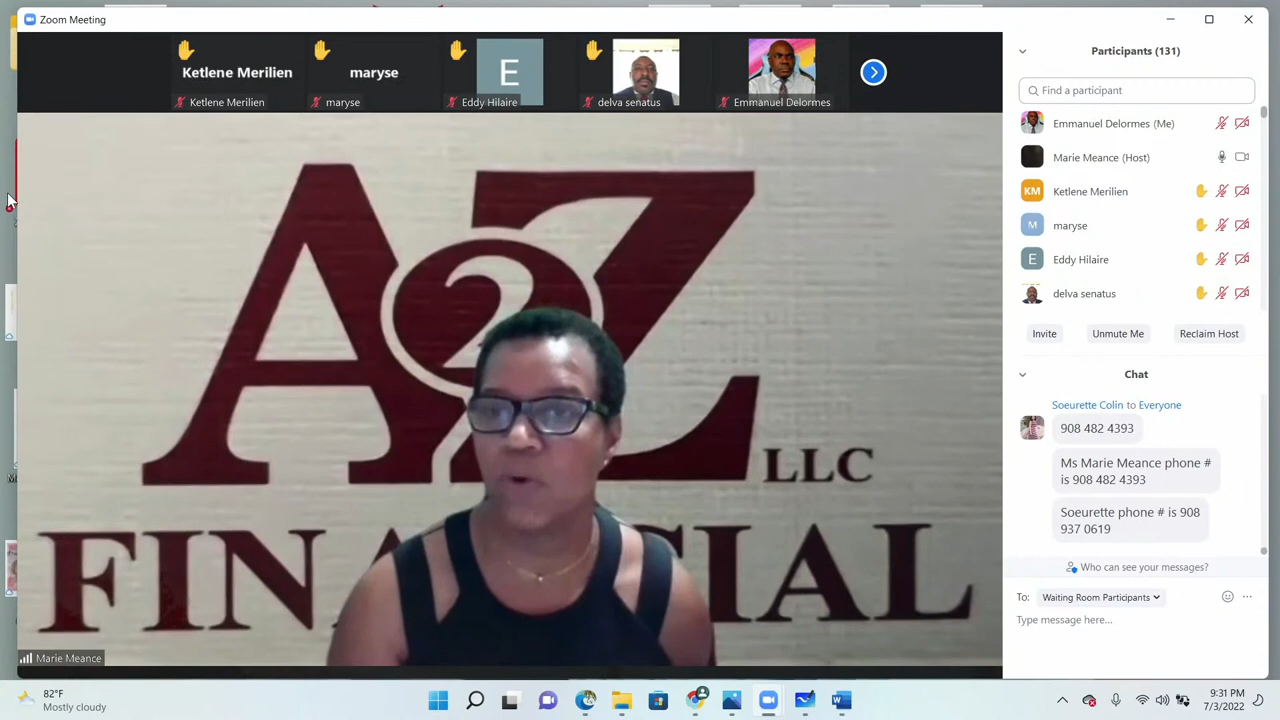 Zoom Meeting
Ketlene Merilien
maryse
E
Ketlene Merilien
maryse
Eddy Hilaire
delva senatus
Emmanuel Delormes
A2Z
LLC
FINANCIAL
Marie Meance
Participants (131)
Find a participant
Emmanuel Delormes (Me)
Marie Meance (Host)
KM
Ketlene Merilien
M
maryse
E
Eddy Hilaire
delva senatus
Invite
Unmute Me
Reclaim Host
Chat
Soeurette Colin to Everyone
908 482 4393
Ms Marie Meance phone #
is 908 482 4393
Soeurette phone # is 908
937 0619
Who can see your messages?
To:
Waiting Room Participants
Type message here...
82°F
Mostly cloudy
9:31 PM
7/3/2022